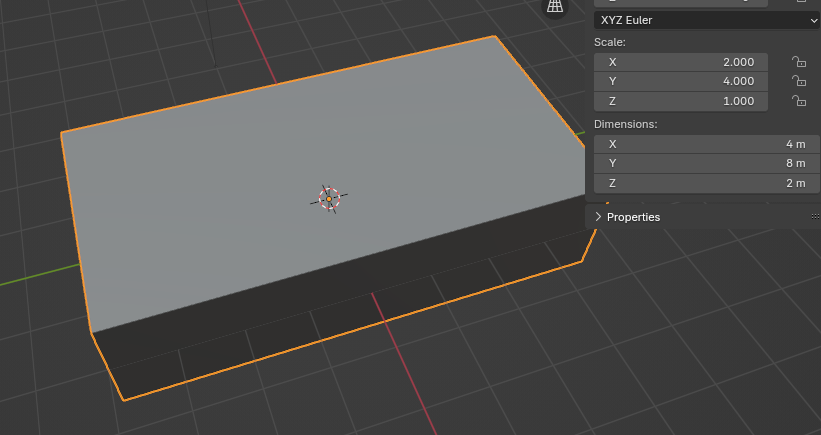 XYZ Euler
Scale:
X 2.000
Y 4.000
Z 1.000
Dimensions:
X 4 m
Y 8 m
Z 2 m
Properties